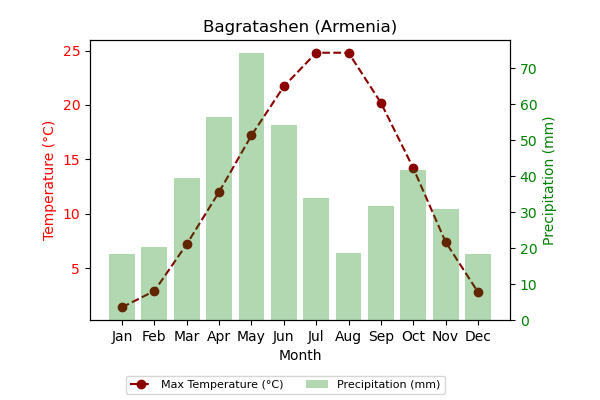 Bagratashen (Armenia)
Temperature (°C)
25
20
15
10
5
70
60
50
40
30
20
10
0
Precipitation (mm)
Jan Feb Mar Apr May Jun Jul Aug Sep Oct Nov Dec
Month
Max Temperature (°C) Precipitation (mm)